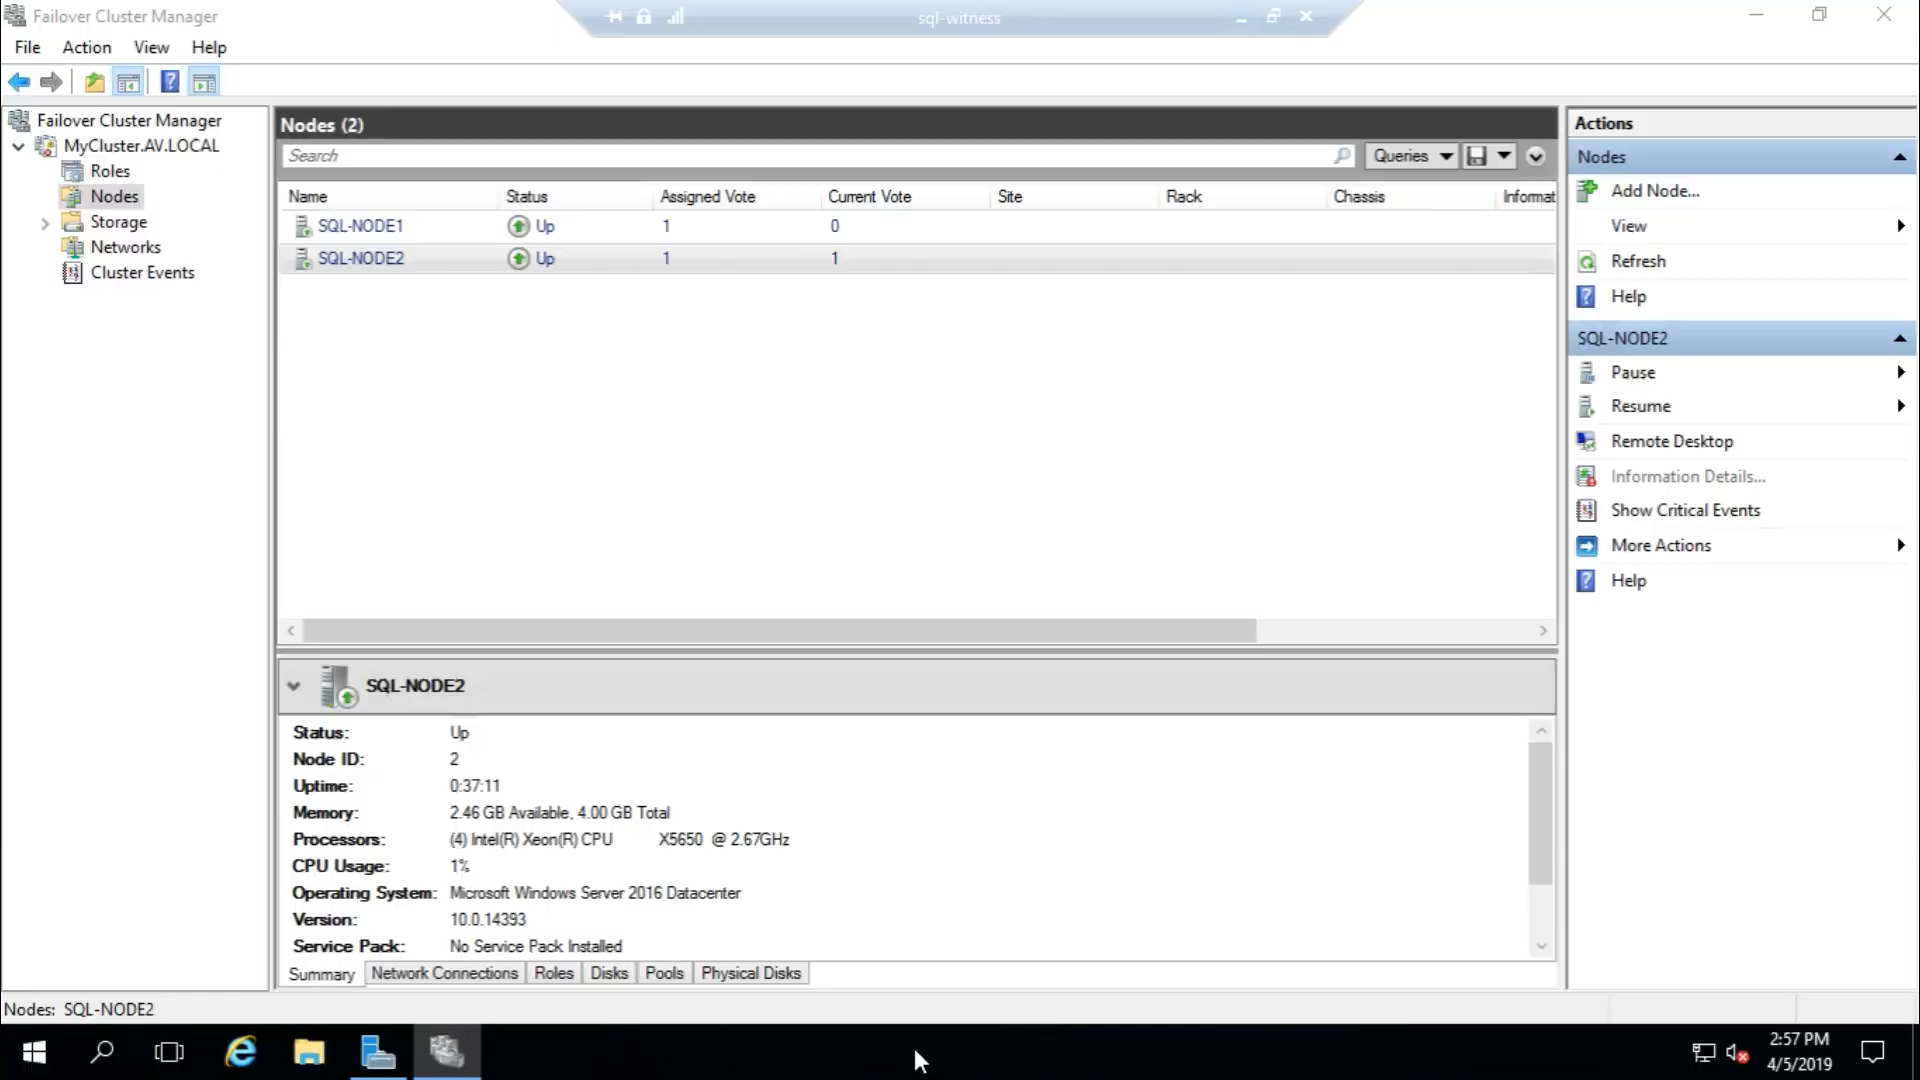 Failover Cluster Manager
sql-witness
File Action View Help
Failover Cluster Manager
MyCluster.AV.LOCAL
Roles
Nodes
Storage
Networks
Cluster Events
Nodes (2)
Search
Queries
Name Status Assigned Vote Current Vote Site Rack Chassis Informat
SQL-NODE1 Up 1 0
SQL-NODE2 Up 1 1
SQL-NODE2
Status: Up
Node ID: 2
Uptime: 0:37:11
Memory: 2.46 GB Available, 4.00 GB Total
Processors: (4) Intel(R) Xeon(R) CPU X5650 @ 2.67GHz
CPU Usage: 1%
Operating System: Microsoft Windows Server 2016 Datacenter
Version: 10.0.14393
Service Pack: No Service Pack Installed
Summary Network Connections Roles Disks Pools Physical Disks
Actions
Nodes
Add Node...
View
Refresh
Help
SQL-NODE2
Pause
Resume
Remote Desktop
Information Details...
Show Critical Events
More Actions
Help
Nodes: SQL-NODE2
2:57 PM
4/5/2019